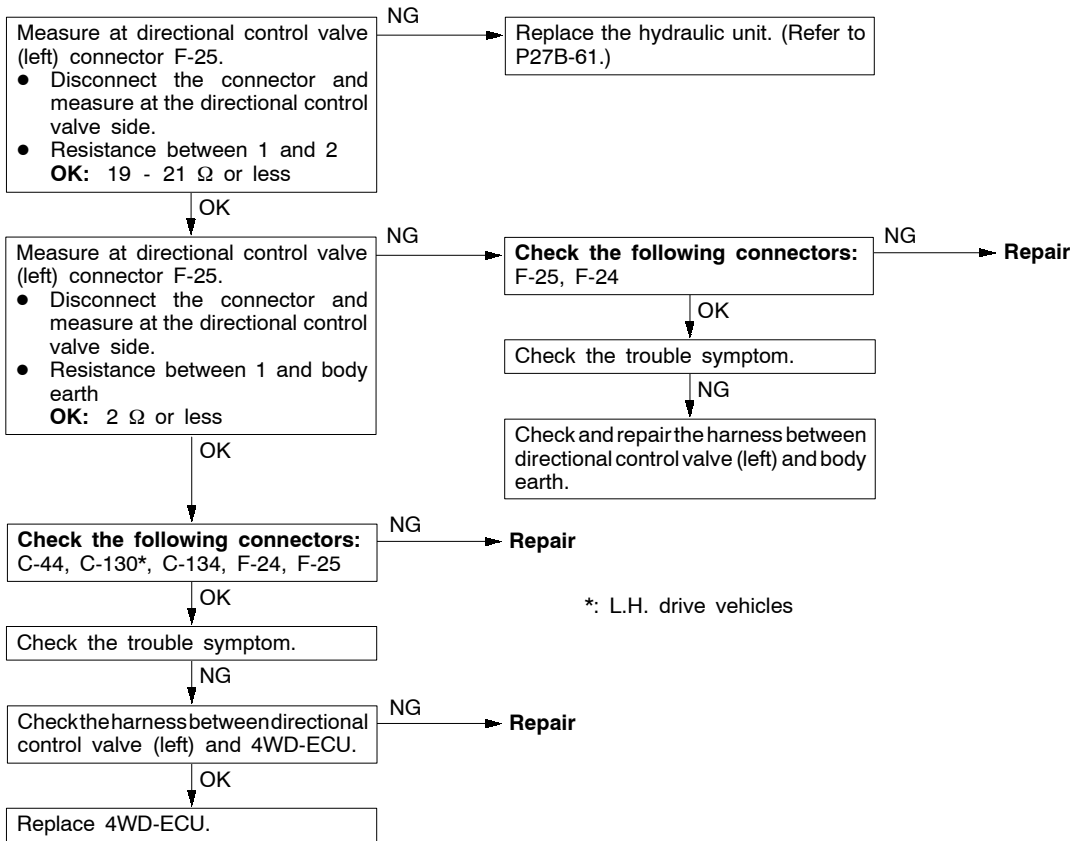 Measure at directional control valve
(left) connector F-25.
● Disconnect the connector and
measure at the directional control
valve side.
● Resistance between 1 and 2
OK: 19 - 21 Ω or less
NG
Replace the hydraulic unit. (Refer to
P27B-61.)
OK
Measure at directional control valve
(left) connector F-25.
● Disconnect the connector and
measure at the directional control
valve side.
● Resistance between 1 and body
earth
OK: 2 Ω or less
NG
Check the following connectors:
F-25, F-24
NG
Repair
OK
Check the trouble symptom.
NG
Check and repair the harness between
directional control valve (left) and body
earth.
OK
Check the following connectors:
C-44, C-130*, C-134, F-24, F-25
NG
Repair
*: L.H. drive vehicles
OK
Check the trouble symptom.
NG
Check the harness between directional
control valve (left) and 4WD-ECU.
NG
Repair
OK
Replace 4WD-ECU.